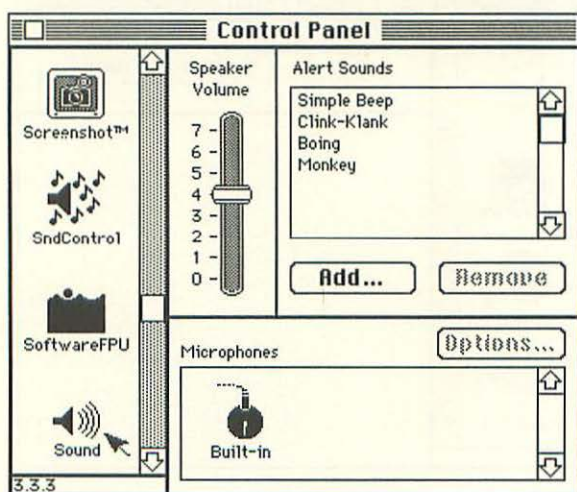 Control Panel
Screenshot™
SndControl
SoftwareFPU
Sound
3.3.3
Speaker
Volume
7
6
5
4
3
2
1
0
Alert Sounds
Simple Beep
Clink-Klank
Boing
Monkey
Add...
Remove
Microphones
Options...
Built-in